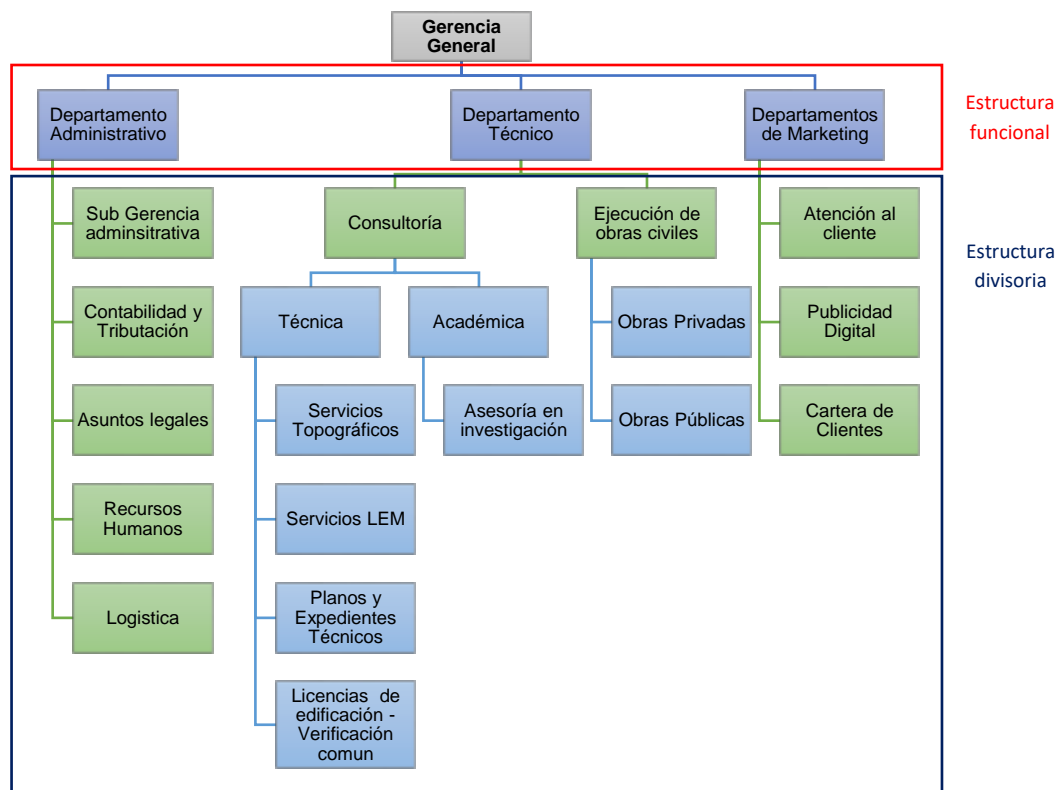 Gerencia
General
Departamento
Administrativo
Departamento
Técnico
Departamentos
de Marketing
Estructura
funcional
Sub Gerencia
adminsitrativa
Consultoría
Ejecución de
obras civiles
Atención al
cliente
Estructura
divisoria
Contabilidad y
Tributación
Técnica
Académica
Obras Privadas
Publicidad
Digital
Asuntos legales
Servicios
Topográficos
Asesoría en
investigación
Obras Públicas
Cartera de
Clientes
Recursos
Humanos
Servicios LEM
Logistica
Planos y
Expedientes
Técnicos
Licencias de
edificación -
Verificación
comun